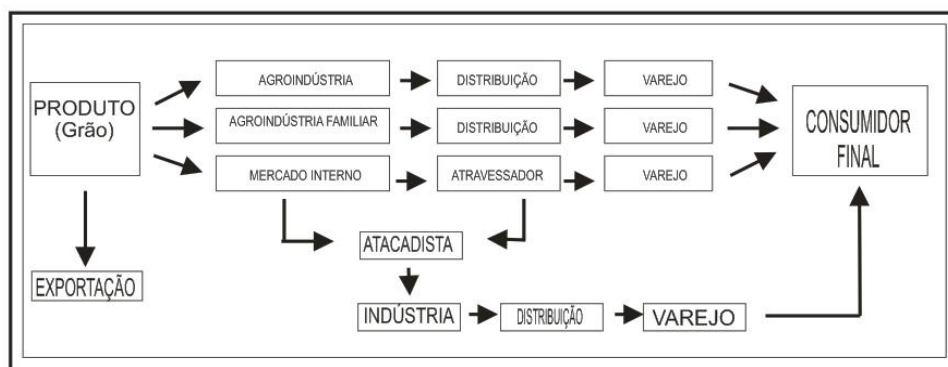 PRODUTO
(Grão)
AGROINDÚSTRIA
DISTRIBUIÇÃO
VAREJO
AGROINDÚSTRIA FAMILIAR
DISTRIBUIÇÃO
VAREJO
MERCADO INTERNO
ATRAVESSADOR
VAREJO
CONSUMIDOR
FINAL
ATACADISTA
EXPORTAÇÃO
INDÚSTRIA
DISTRIBUIÇÃO
VAREJO